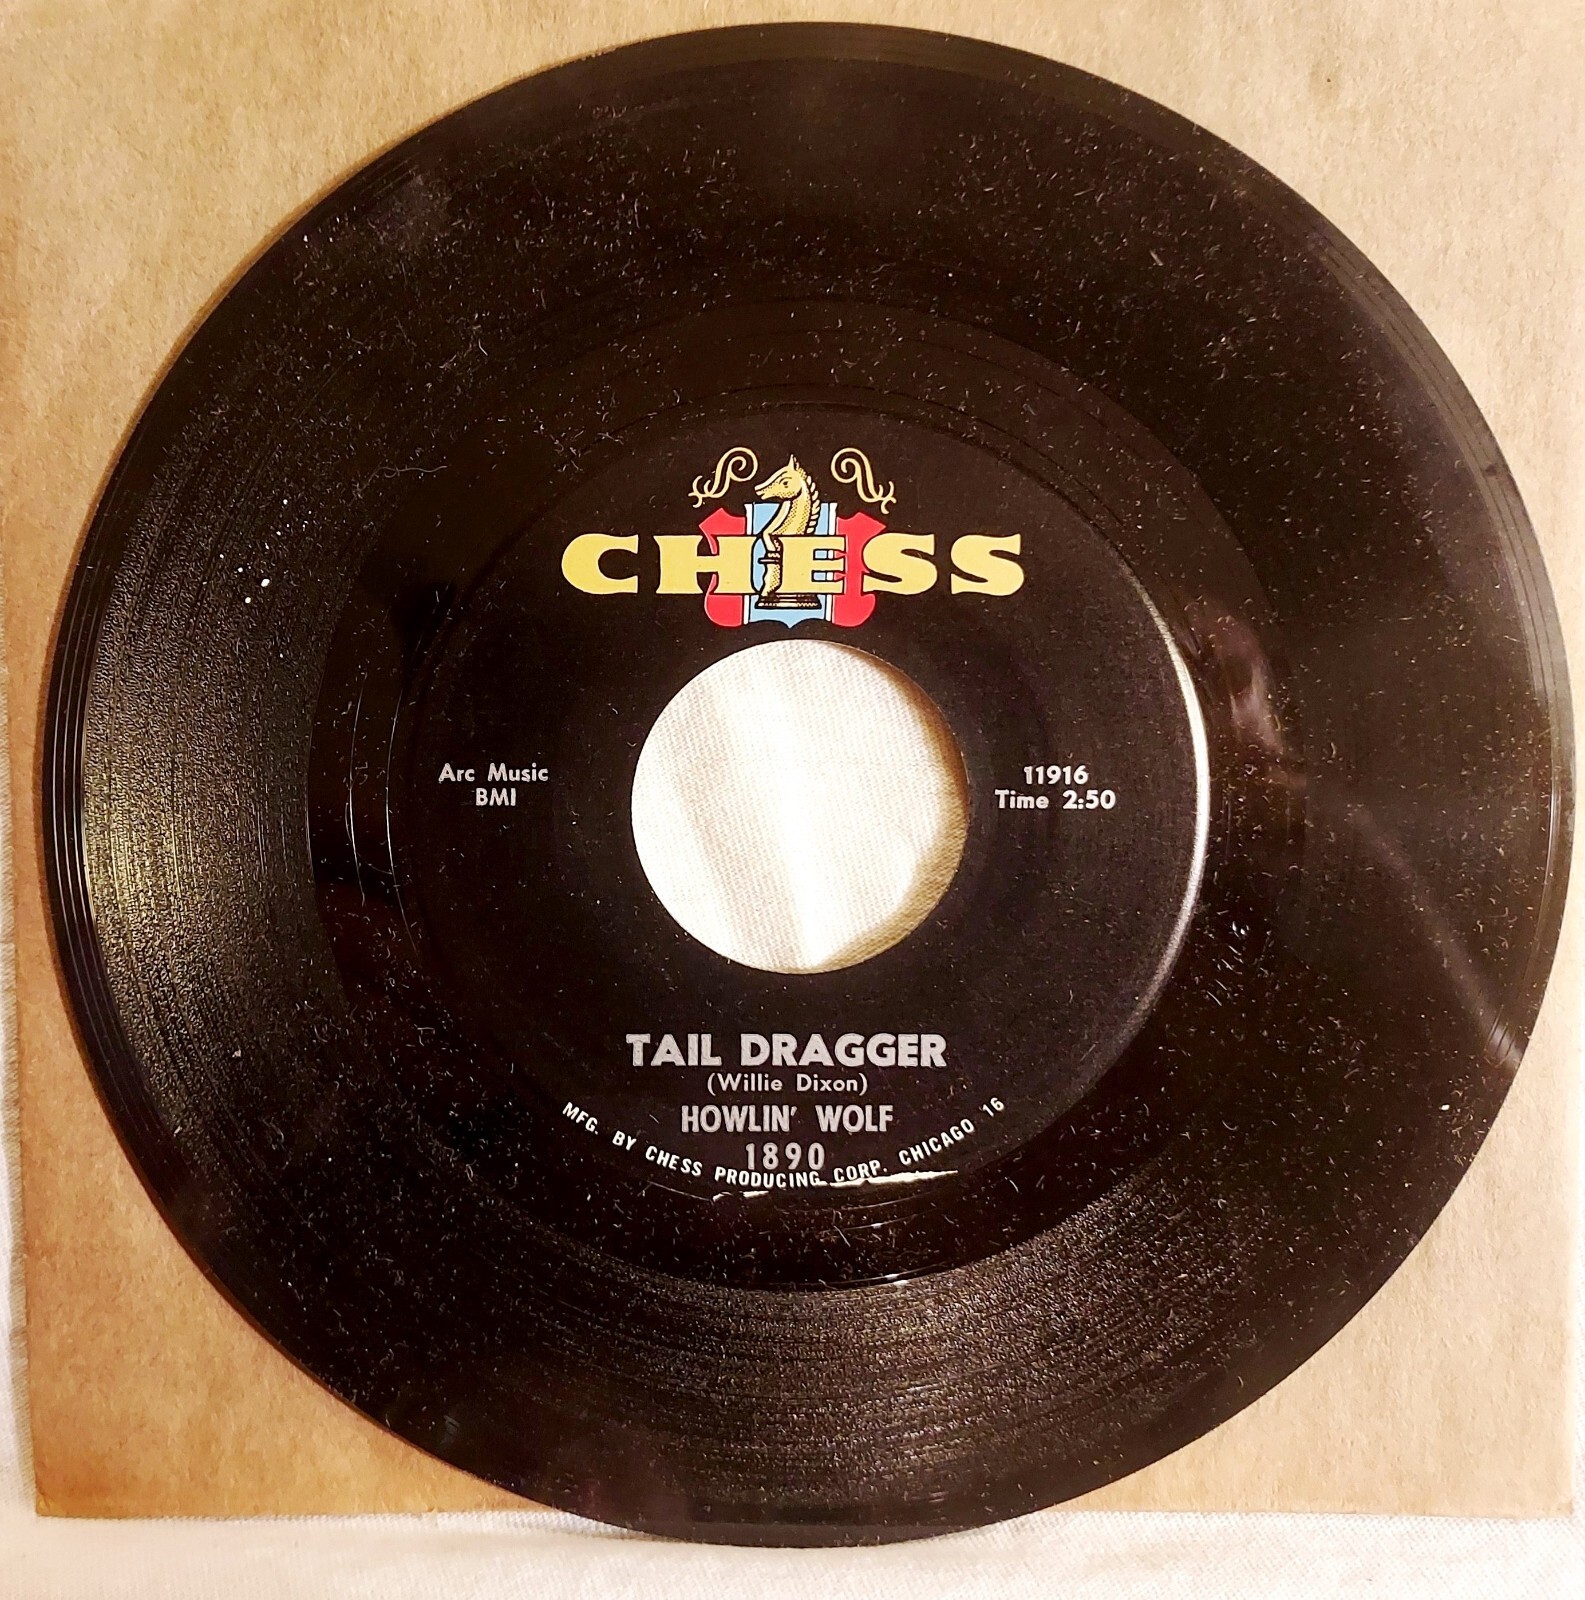 CHESS
Arc Music
BMI
11916
Time 2:50
TAIL DRAGGER
(Willie Dixon)
HOWLIN' WOLF
1890
MFG. BY CHESS PRODUCING CORP. CHICAGO 16